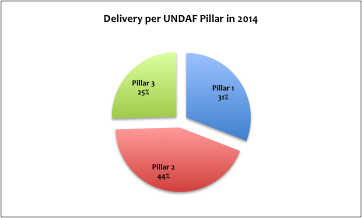 Delivery per UNDAF Pillar in 2014
Pillar 3
25%
Pillar 1
31%
Pillar 2
44%